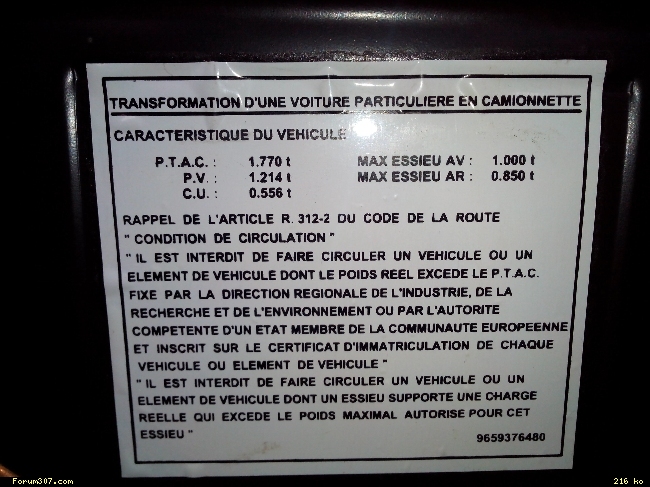 TRANSFORMATION D'UNE VOITURE PARTICULIERE EN CAMIONNETTE
CARACTERISTIQUE DU VEHICULE
P.T.A.C. : 1.770 t MAX ESSIEU AV : 1.000 t
P.V. : 1.214 t MAX ESSIEU AR : 0.850 t
C.U. : 0.556 t
RAPPEL DE L'ARTICLE R. 312-2 DU CODE DE LA ROUTE
" CONDITION DE CIRCULATION "
" IL EST INTERDIT DE FAIRE CIRCULER UN VEHICULE OU UN
ELEMENT DE VEHICULE DONT LE POIDS REEL EXCEDE LE P.T.A.C.
FIXE PAR LA DIRECTION REGIONALE DE L'INDUSTRIE, DE LA
RECHERCHE ET DE L'ENVIRONNEMENT OU PAR L'AUTORITE
COMPETENTE D'UN ETAT MEMBRE DE LA COMMUNAUTE EUROPEENNE
ET INSCRIT SUR LE CERTIFICAT D'IMMATRICULATION DE CHAQUE
VEHICULE OU ELEMENT DE VEHICULE "
" IL EST INTERDIT DE FAIRE CIRCULER UN VEHICULE OU UN
ELEMENT DE VEHICULE DONT UN ESSIEU SUPPORTE UNE CHARGE
REELLE QUI EXCEDE LE POIDS MAXIMAL AUTORISE POUR CET
ESSIEU "
9659376480
Forum307.com 216 ko